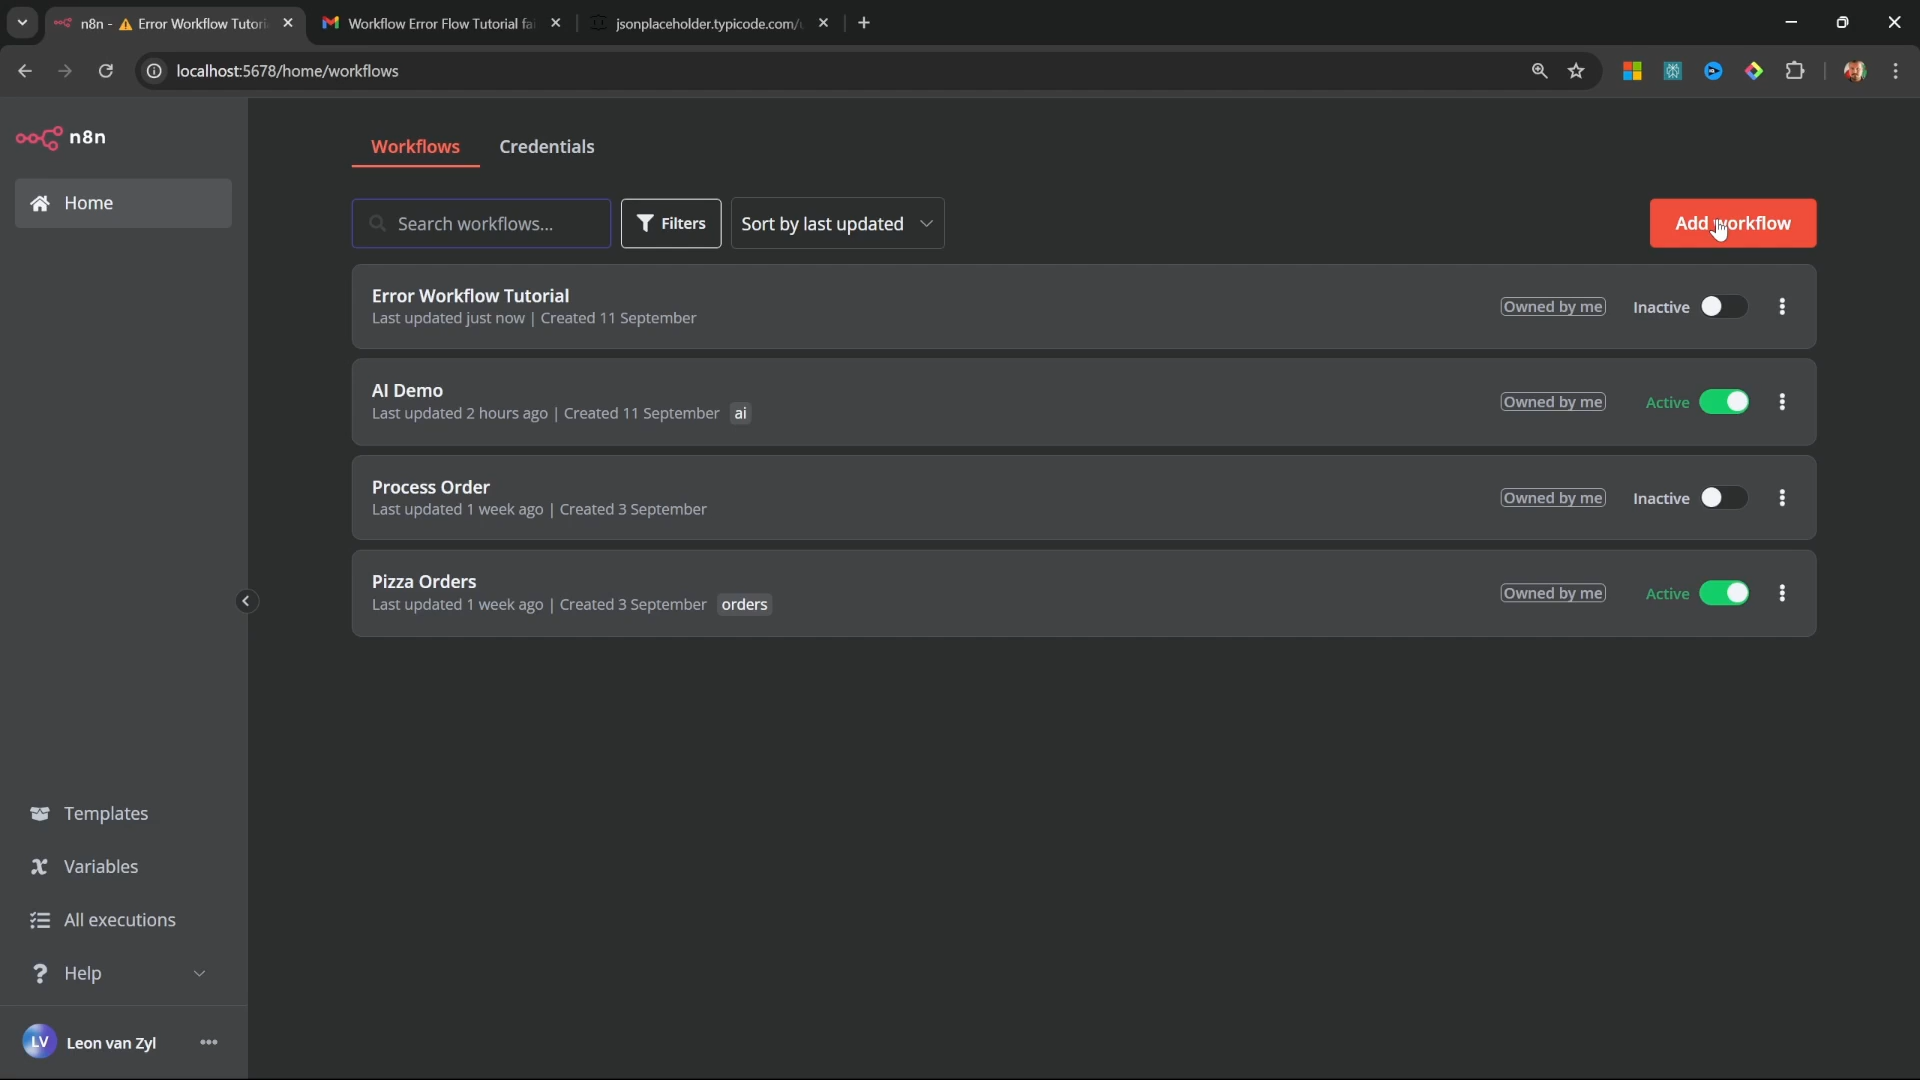 n8n - ⚠ Error Workflow Tutori
Workflow Error Flow Tutorial fai
jsonplaceholder.typicode.com/
localhost:5678/home/workflows
n8n
Home
Workflows
Credentials
Search workflows...
Filters
Sort by last updated
Add workflow
Error Workflow Tutorial
Last updated just now | Created 11 September
Owned by me
Inactive
AI Demo
Last updated 2 hours ago | Created 11 September ai
Owned by me
Active
Process Order
Last updated 1 week ago | Created 3 September
Owned by me
Inactive
Pizza Orders
Last updated 1 week ago | Created 3 September orders
Owned by me
Active
Templates
Variables
All executions
Help
LV
Leon van Zyl